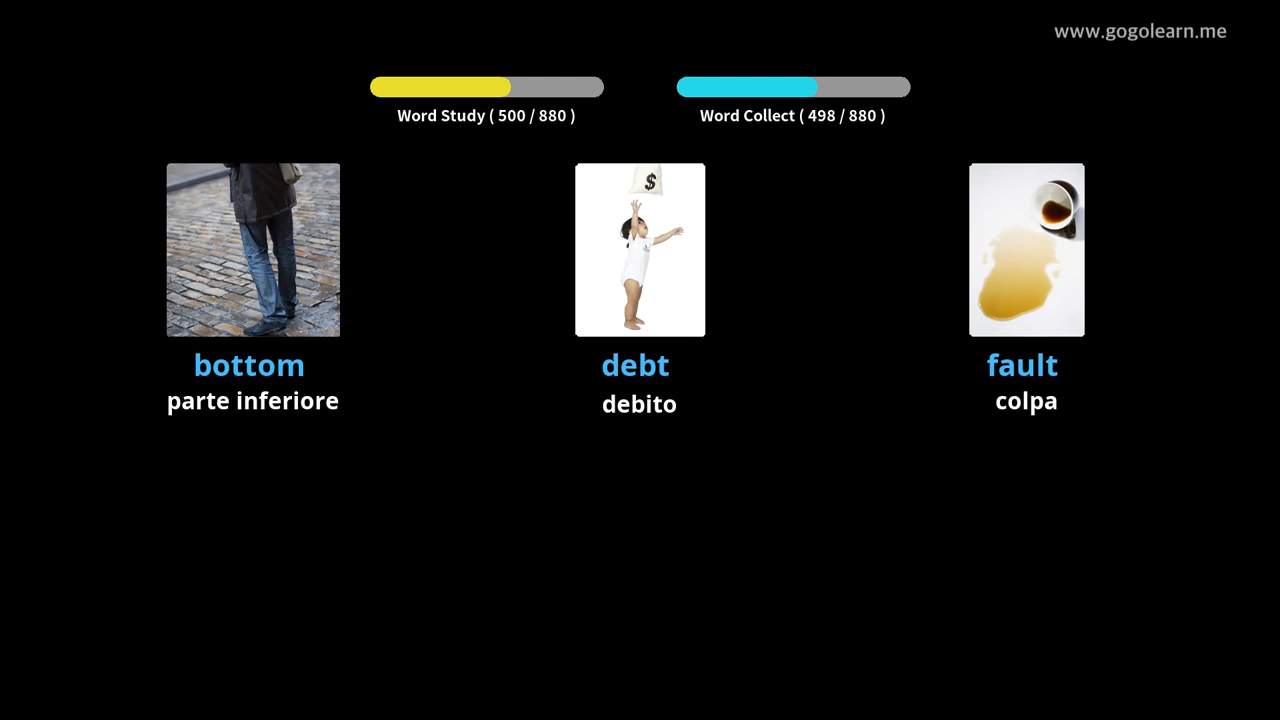 www.gogolearn.me
Word Study ( 500 / 880 )
Word Collect ( 498 / 880 )
$
bottom
parte inferiore
debt
debito
fault
colpa